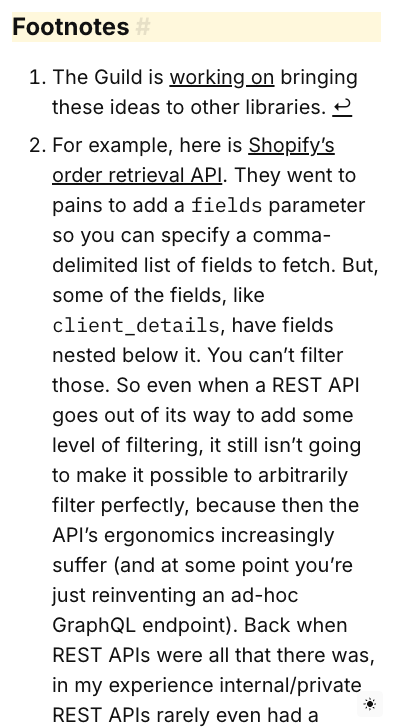 Footnotes #
1. The Guild is working on bringing
these ideas to other libraries. ↩
2. For example, here is Shopify’s
order retrieval API. They went to
pains to add a fields parameter
so you can specify a comma-
delimited list of fields to fetch. But,
some of the fields, like
client_details, have fields
nested below it. You can’t filter
those. So even when a REST API
goes out of its way to add some
level of filtering, it still isn’t going
to make it possible to arbitrarily
filter perfectly, because then the
API’s ergonomics increasingly
suffer (and at some point you’re
just reinventing an ad-hoc
GraphQL endpoint). Back when
REST APIs were all that there was,
in my experience internal/private
REST APIs rarely even had a